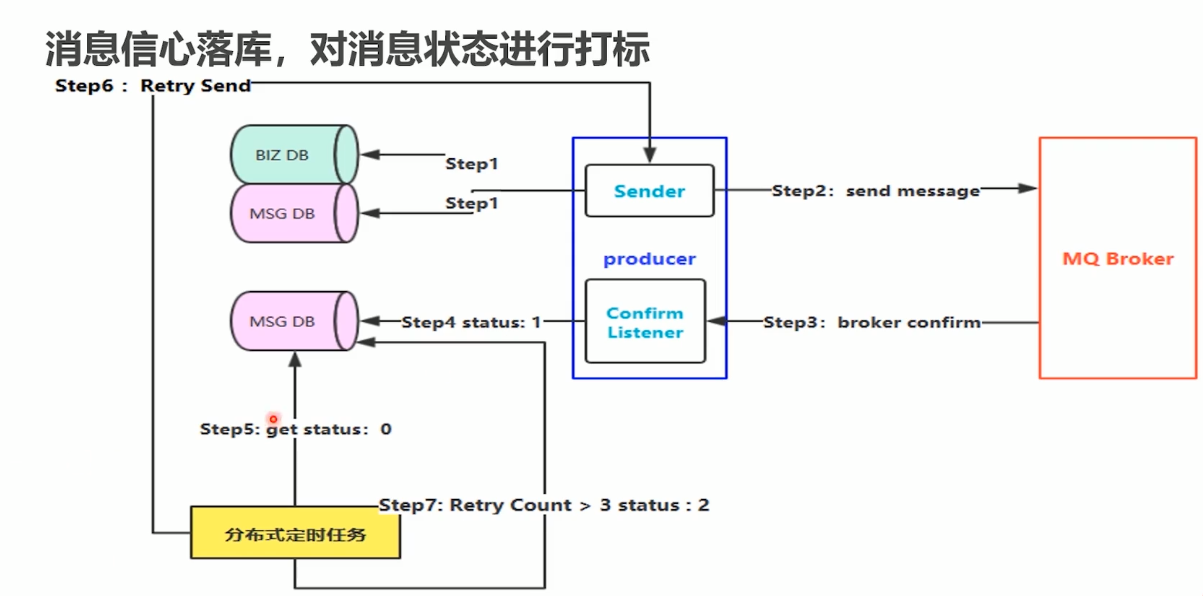 消息信心落库，对消息状态进行打标
Step6 : Retry Send
BIZ DB
Step1
Sender
Step2: send message
MSG DB
Step1
producer
MQ Broker
MSG DB
Step4 status: 1
Confirm
Listener
Step3: broker confirm
Step5: get status: 0
Step7: Retry Count > 3 status : 2
分布式定时任务